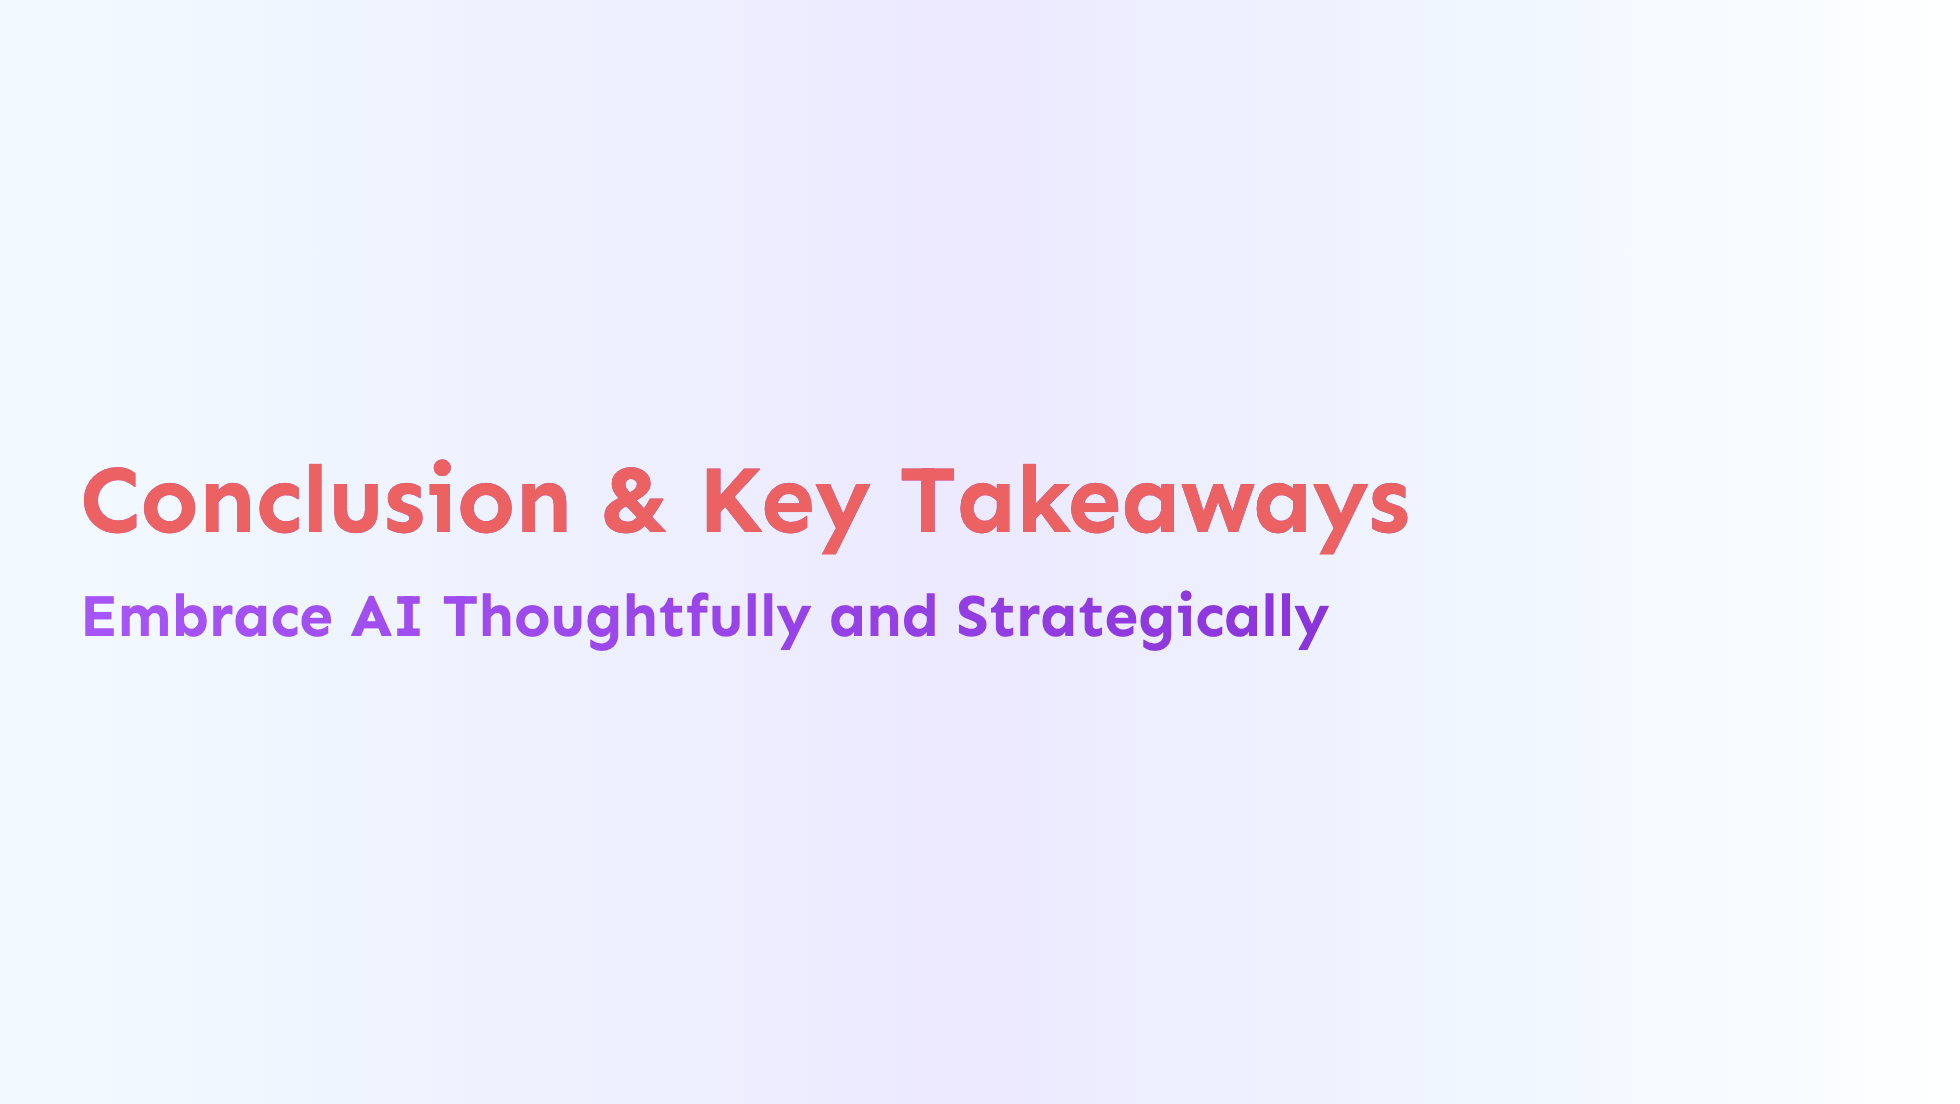 Conclusion & Key Takeaways
Embrace AI Thoughtfully and Strategically